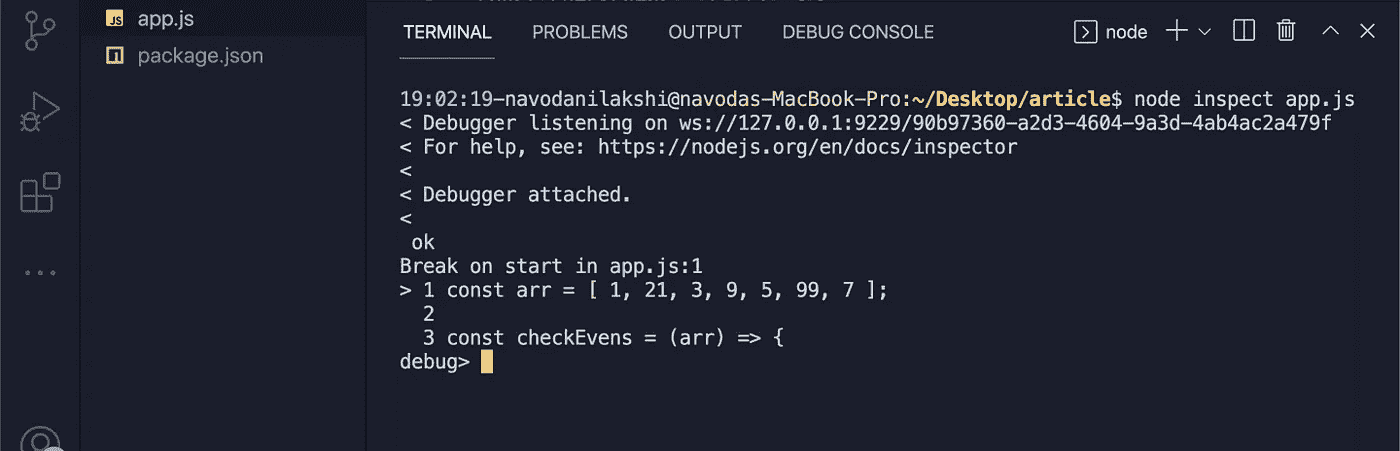 JS app.js
package.json
TERMINAL PROBLEMS OUTPUT DEBUG CONSOLE node
19:02:19-navodanilakshi@navodas-MacBook-Pro:~/Desktop/article$ node inspect app.js
< Debugger listening on ws://127.0.0.1:9229/90b97360-a2d3-4604-9a3d-4ab4ac2a479f
< For help, see: https://nodejs.org/en/docs/inspector
<
< Debugger attached.
<
ok
Break on start in app.js:1
> 1 const arr = [ 1, 21, 3, 9, 5, 99, 7 ];
2
3 const checkEvens = (arr) => {
debug>